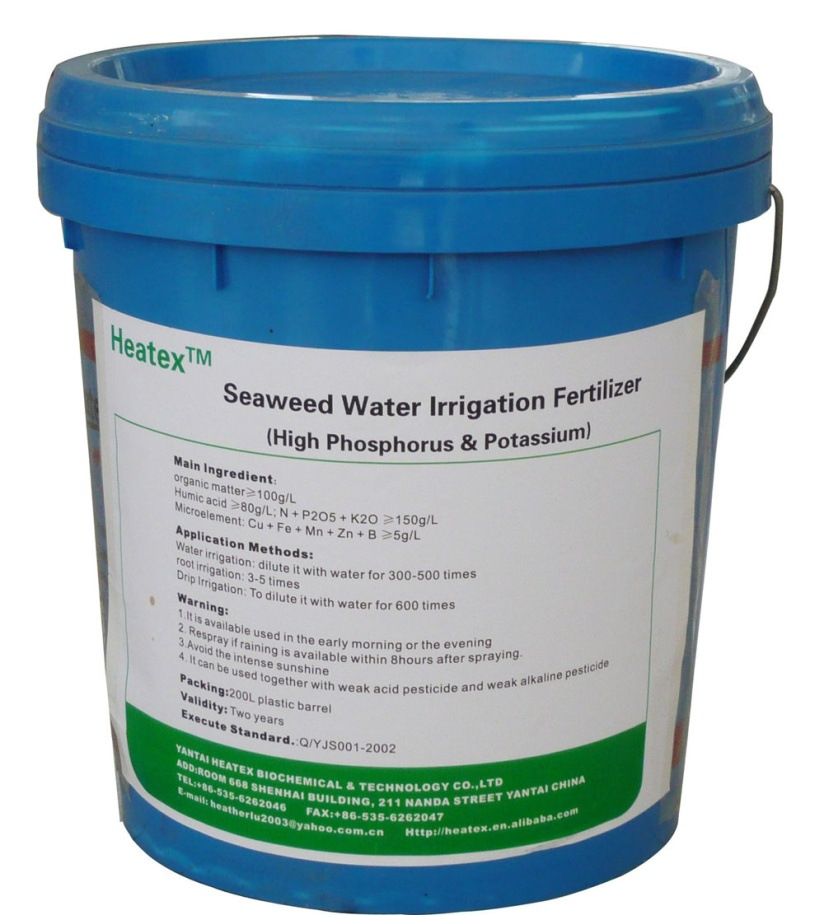 Heatex™
Seaweed Water Irrigation Fertilizer
(High Phosphorus & Potassium)
Main Ingredient:
organic matter≥100g/L
Humic acid ≥80g/L; N + P2O5 + K2O ≥150g/L
Microelement: Cu + Fe + Mn + Zn + B ≥5g/L
Application Methods:
Water irrigation: dilute it with water for 300-500 times
root irrigation: 3-5 times
Drip Irrigation: To dilute it with water for 600 times
Warning:
1.It is available used in the early morning or the evening
2. Respray if raining is available within 8hours after spraying.
3.Avoid the intense sunshine
4. It can be used together with weak acid pesticide and weak alkaline pesticide
Packing:200L plastic barrel
Validity: Two years
Execute Standard.:Q/YJS001-2002
YANTAI HEATEX BIOCHEMICAL & TECHNOLOGY CO.,LTD
ADD:ROOM 668 SHENHAI BUILDING, 211 NANDA STREET YANTAI CHINA
TEL:+86-535-6262046 FAX:+86-535-6262047
E-mail: heatherlu2003@yahoo.com.cn Http://heatex.en.alibaba.com